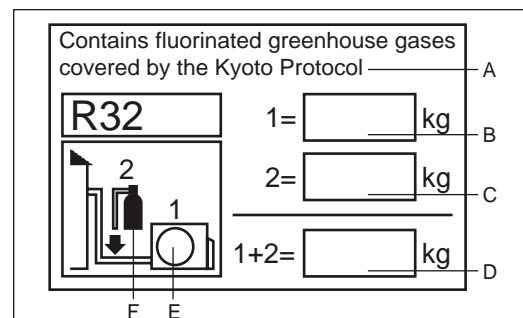 Contains fluorinated greenhouse gases
covered by the Kyoto Protocol
A
R32
1= kg
B
2
2= kg
C
1
1+2= kg
D
F
E